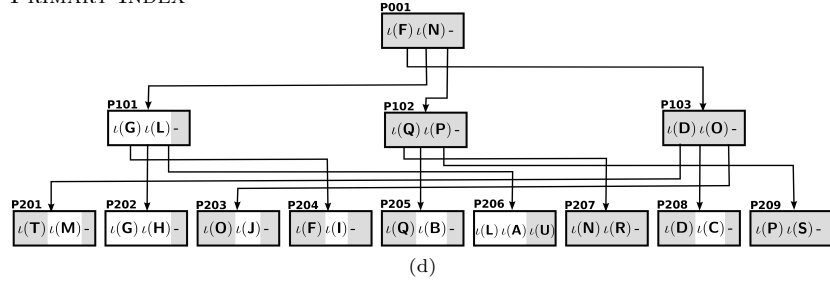 PRIMARY INDEX
P001
ι(F) ι(N) -
P101
ι(G) ι(L) -
P102
ι(Q) ι(P) -
P103
ι(D) ι(O) -
P201
ι(T) ι(M) -
P202
ι(G) ι(H) -
P203
ι(O) ι(J) -
P204
ι(F) ι(I) -
P205
ι(Q) ι(B) -
P206
ι(L) ι(A) ι(U)
P207
ι(N) ι(R) -
P208
ι(D) ι(C) -
P209
ι(P) ι(S) -
(d)